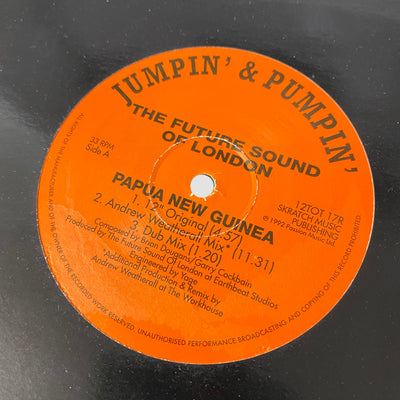 JUMPIN' & PUMPIN'
THE FUTURE SOUND
OF LONDON
33 RPM
Side A
12TOT 17R
SKRATCH MUSIC
PUBLISHING
℗ 1992 Passion Music Ltd.
PAPUA NEW GUINEA
1. 12" Original (4:57)
2. Andrew Weatherall Mix* (11:31)
3. Dub Mix (1:20)
Composed by Brian Dougans/Garry Cockbain
Produced by The Future Sound Of London at Earthbeat Studios
Engineered by Yage
*Additional Production & Remix by
Andrew Weatherall at The Workhouse
ALL RIGHTS OF THE MANUFACTURER AND OF THE OWNER OF THE RECORDED WORK RESERVED, UNAUTHORISED PERFORMANCE BROADCASTING AND COPYING OF THIS RECORD PROHIBITED